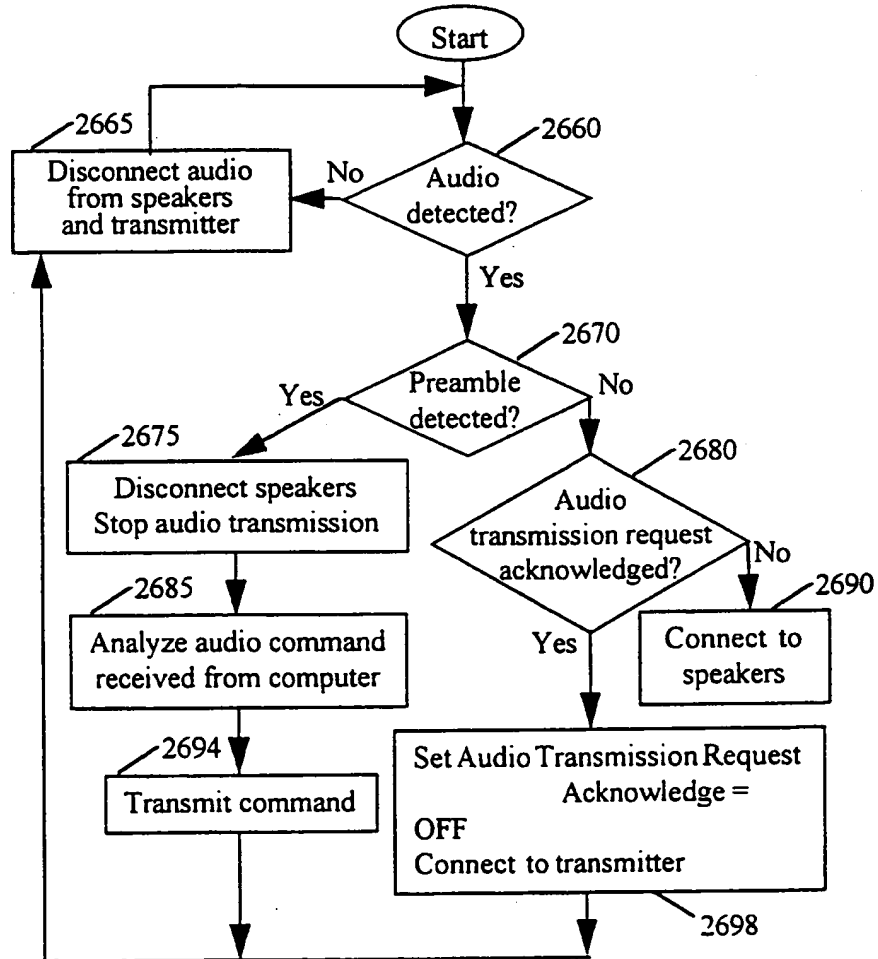 Start
2665
2660
Disconnect audio
from speakers
and transmitter
No
Audio
detected?
Yes
2670
Preamble
detected?
Yes
No
2675
2680
Disconnect speakers
Stop audio transmission
Audio
transmission request
acknowledged?
No
2685
2690
Analyze audio command
received from computer
Yes
Connect to
speakers
2694
Transmit command
Set Audio Transmission Request
Acknowledge =
OFF
Connect to transmitter
2698